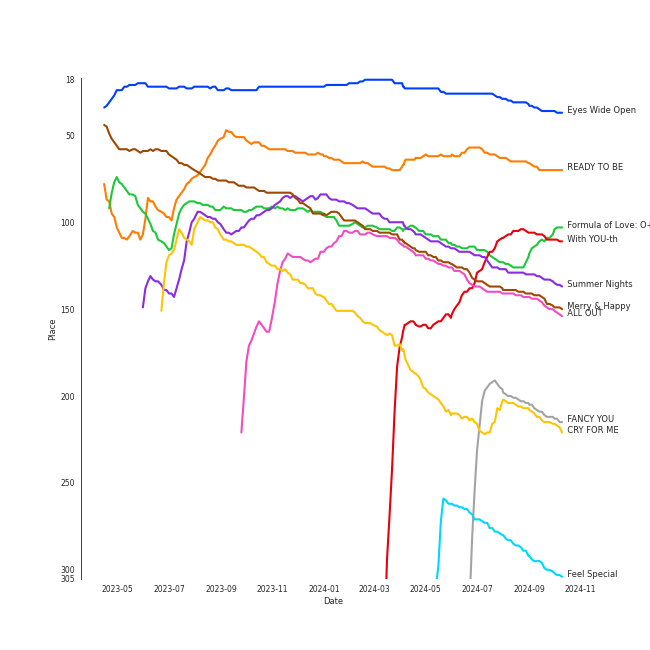 18
50
100
150
200
250
300
305
Place
2023-05
2023-07
2023-09
2023-11
2024-01
2024-03
2024-05
2024-07
2024-09
2024-11
Date
Eyes Wide Open
READY TO BE
Formula of Love: O+
With YOU-th
Summer Nights
Merry & Happy
ALL OUT
FANCY YOU
CRY FOR ME
Feel Special